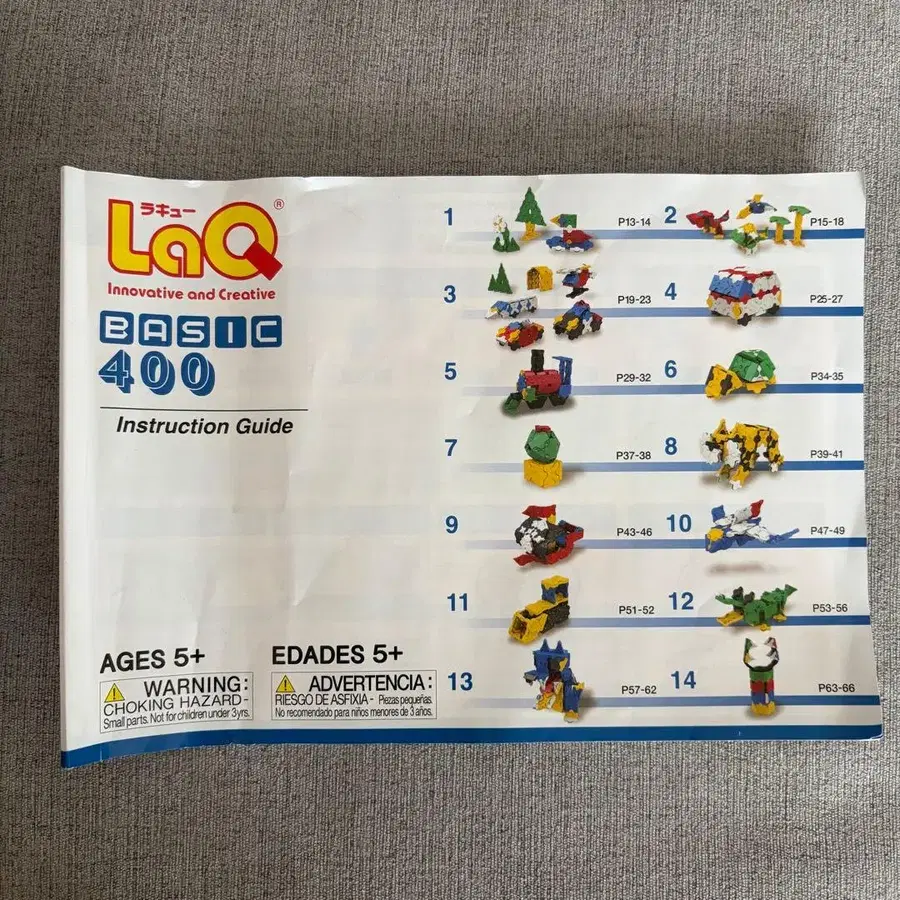 ラキュー
LaQ®
Innovative and Creative
BASIC
400
Instruction Guide
AGES 5+
WARNING:
CHOKING HAZARD-
Small parts. Not for children under 3yrs.
EDADES 5+
ADVERTENCIA:
RIESGO DE ASFIXIA - Piezas pequeñas.
No recomendado para niños menores de 3 años.
1 P13-14
2 P15-18
3 P19-23
4 P25-27
5 P29-32
6 P34-35
7 P37-38
8 P39-41
9 P43-46
10 P47-49
11 P51-52
12 P53-56
13 P57-62
14 P63-66